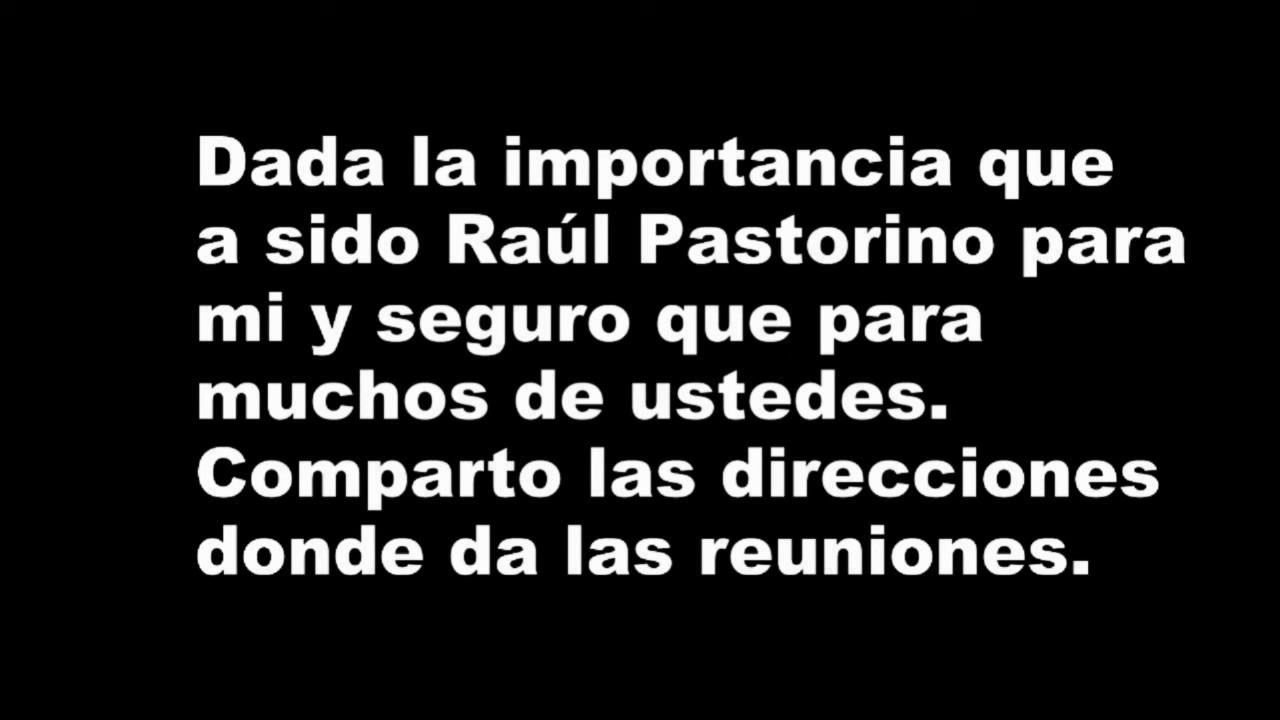 Dada la importancia que
a sido Raúl Pastorino para
mi y seguro que para
muchos de ustedes.
Comparto las direcciones
donde da las reuniones.